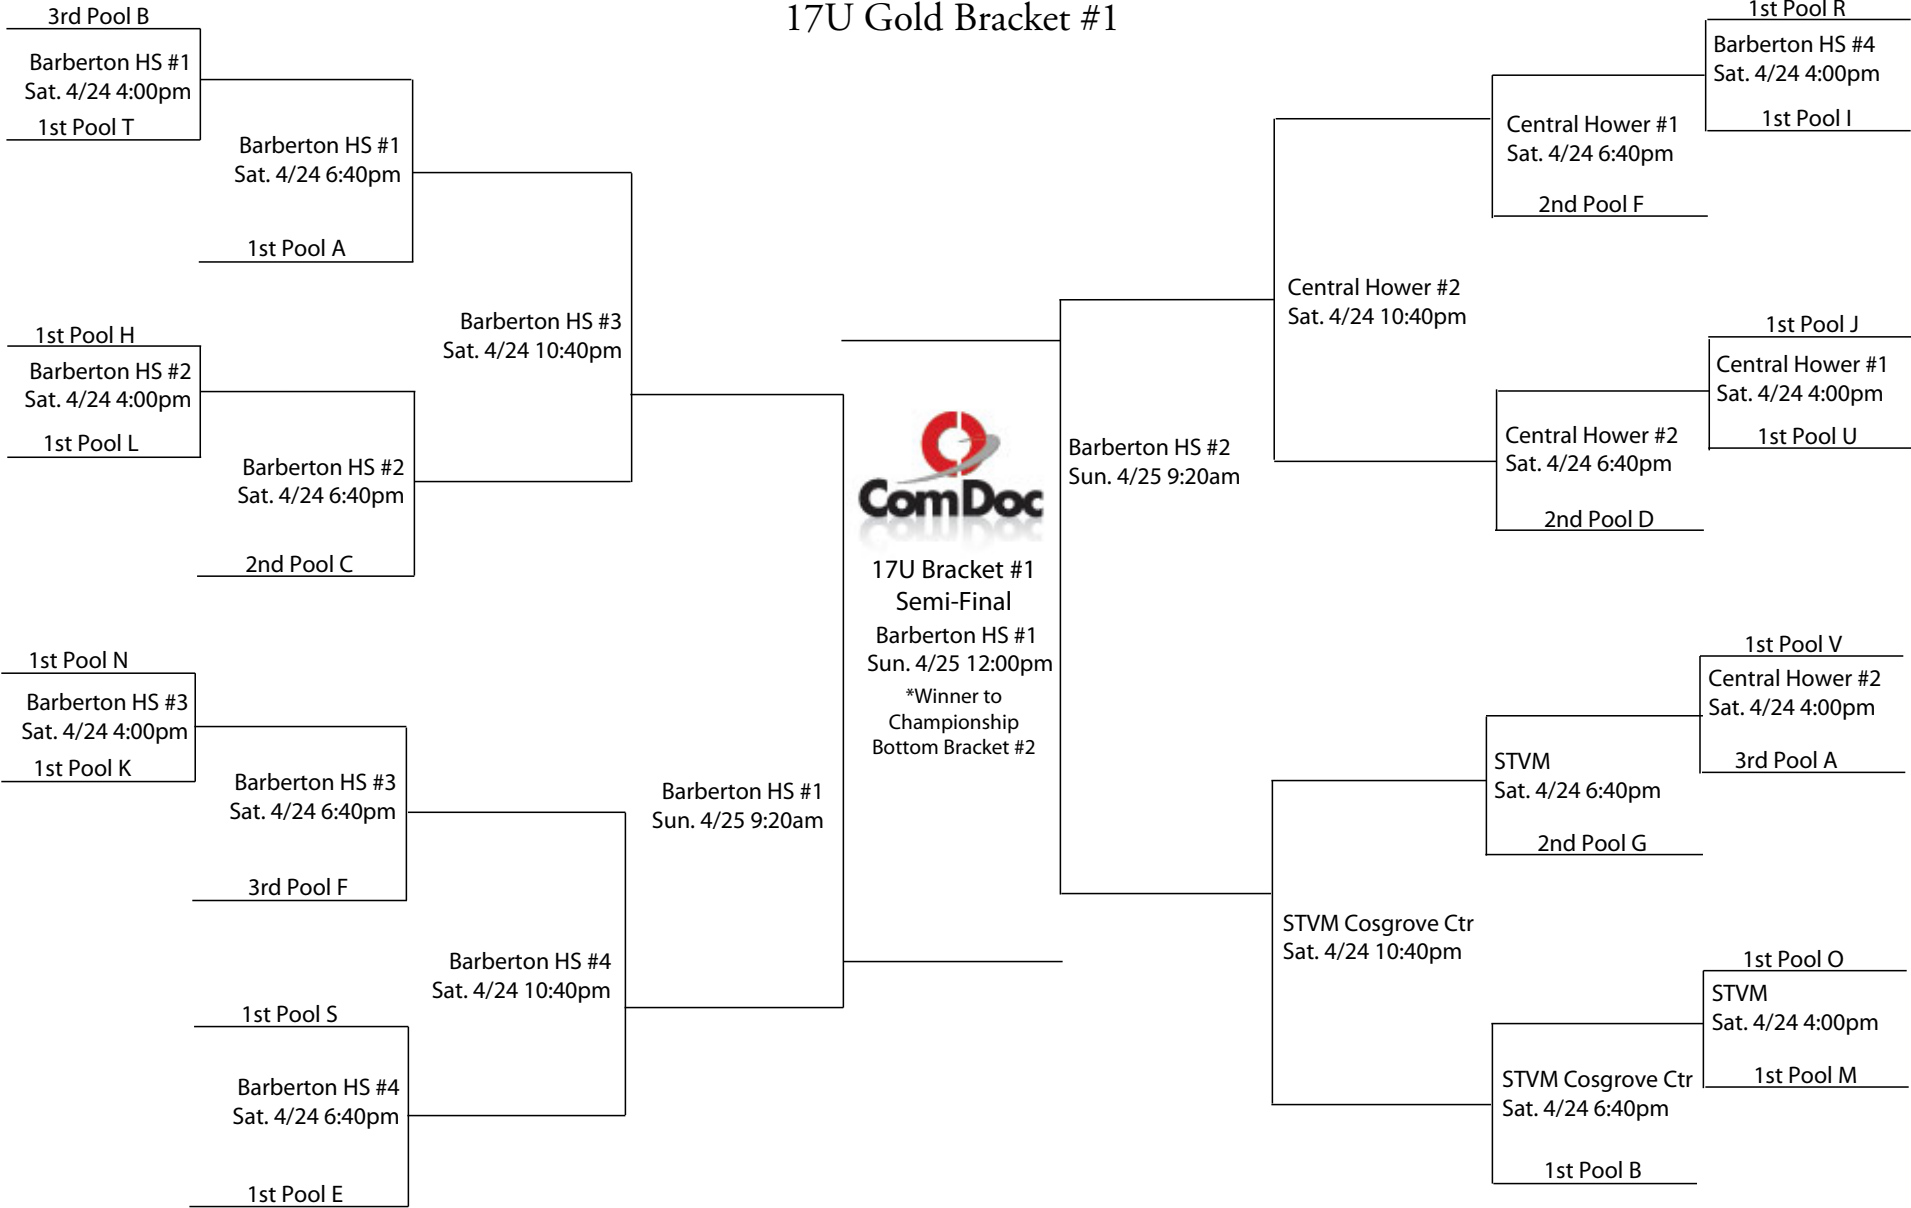 17U Gold Bracket #1
3rd Pool B
Barberton HS #1
Sat. 4/24 4:00pm
1st Pool T
Barberton HS #1
Sat. 4/24 6:40pm
1st Pool A
Barberton HS #3
Sat. 4/24 10:40pm
1st Pool H
Barberton HS #2
Sat. 4/24 4:00pm
1st Pool L
Barberton HS #2
Sat. 4/24 6:40pm
2nd Pool C
1st Pool N
Barberton HS #3
Sat. 4/24 4:00pm
1st Pool K
Barberton HS #3
Sat. 4/24 6:40pm
3rd Pool F
Barberton HS #1
Sun. 4/25 9:20am
Barberton HS #4
Sat. 4/24 10:40pm
1st Pool S
Barberton HS #4
Sat. 4/24 6:40pm
1st Pool E
ComDoc
17U Bracket #1
Semi-Final
Barberton HS #1
Sun. 4/25 12:00pm
*Winner to
Championship
Bottom Bracket #2
Barberton HS #2
Sun. 4/25 9:20am
1st Pool R
Barberton HS #4
Sat. 4/24 4:00pm
1st Pool I
Central Hower #1
Sat. 4/24 6:40pm
2nd Pool F
Central Hower #2
Sat. 4/24 10:40pm
1st Pool J
Central Hower #1
Sat. 4/24 4:00pm
1st Pool U
Central Hower #2
Sat. 4/24 6:40pm
2nd Pool D
1st Pool V
Central Hower #2
Sat. 4/24 4:00pm
3rd Pool A
STVM
Sat. 4/24 6:40pm
2nd Pool G
STVM Cosgrove Ctr
Sat. 4/24 10:40pm
1st Pool O
STVM
Sat. 4/24 4:00pm
1st Pool M
STVM Cosgrove Ctr
Sat. 4/24 6:40pm
1st Pool B